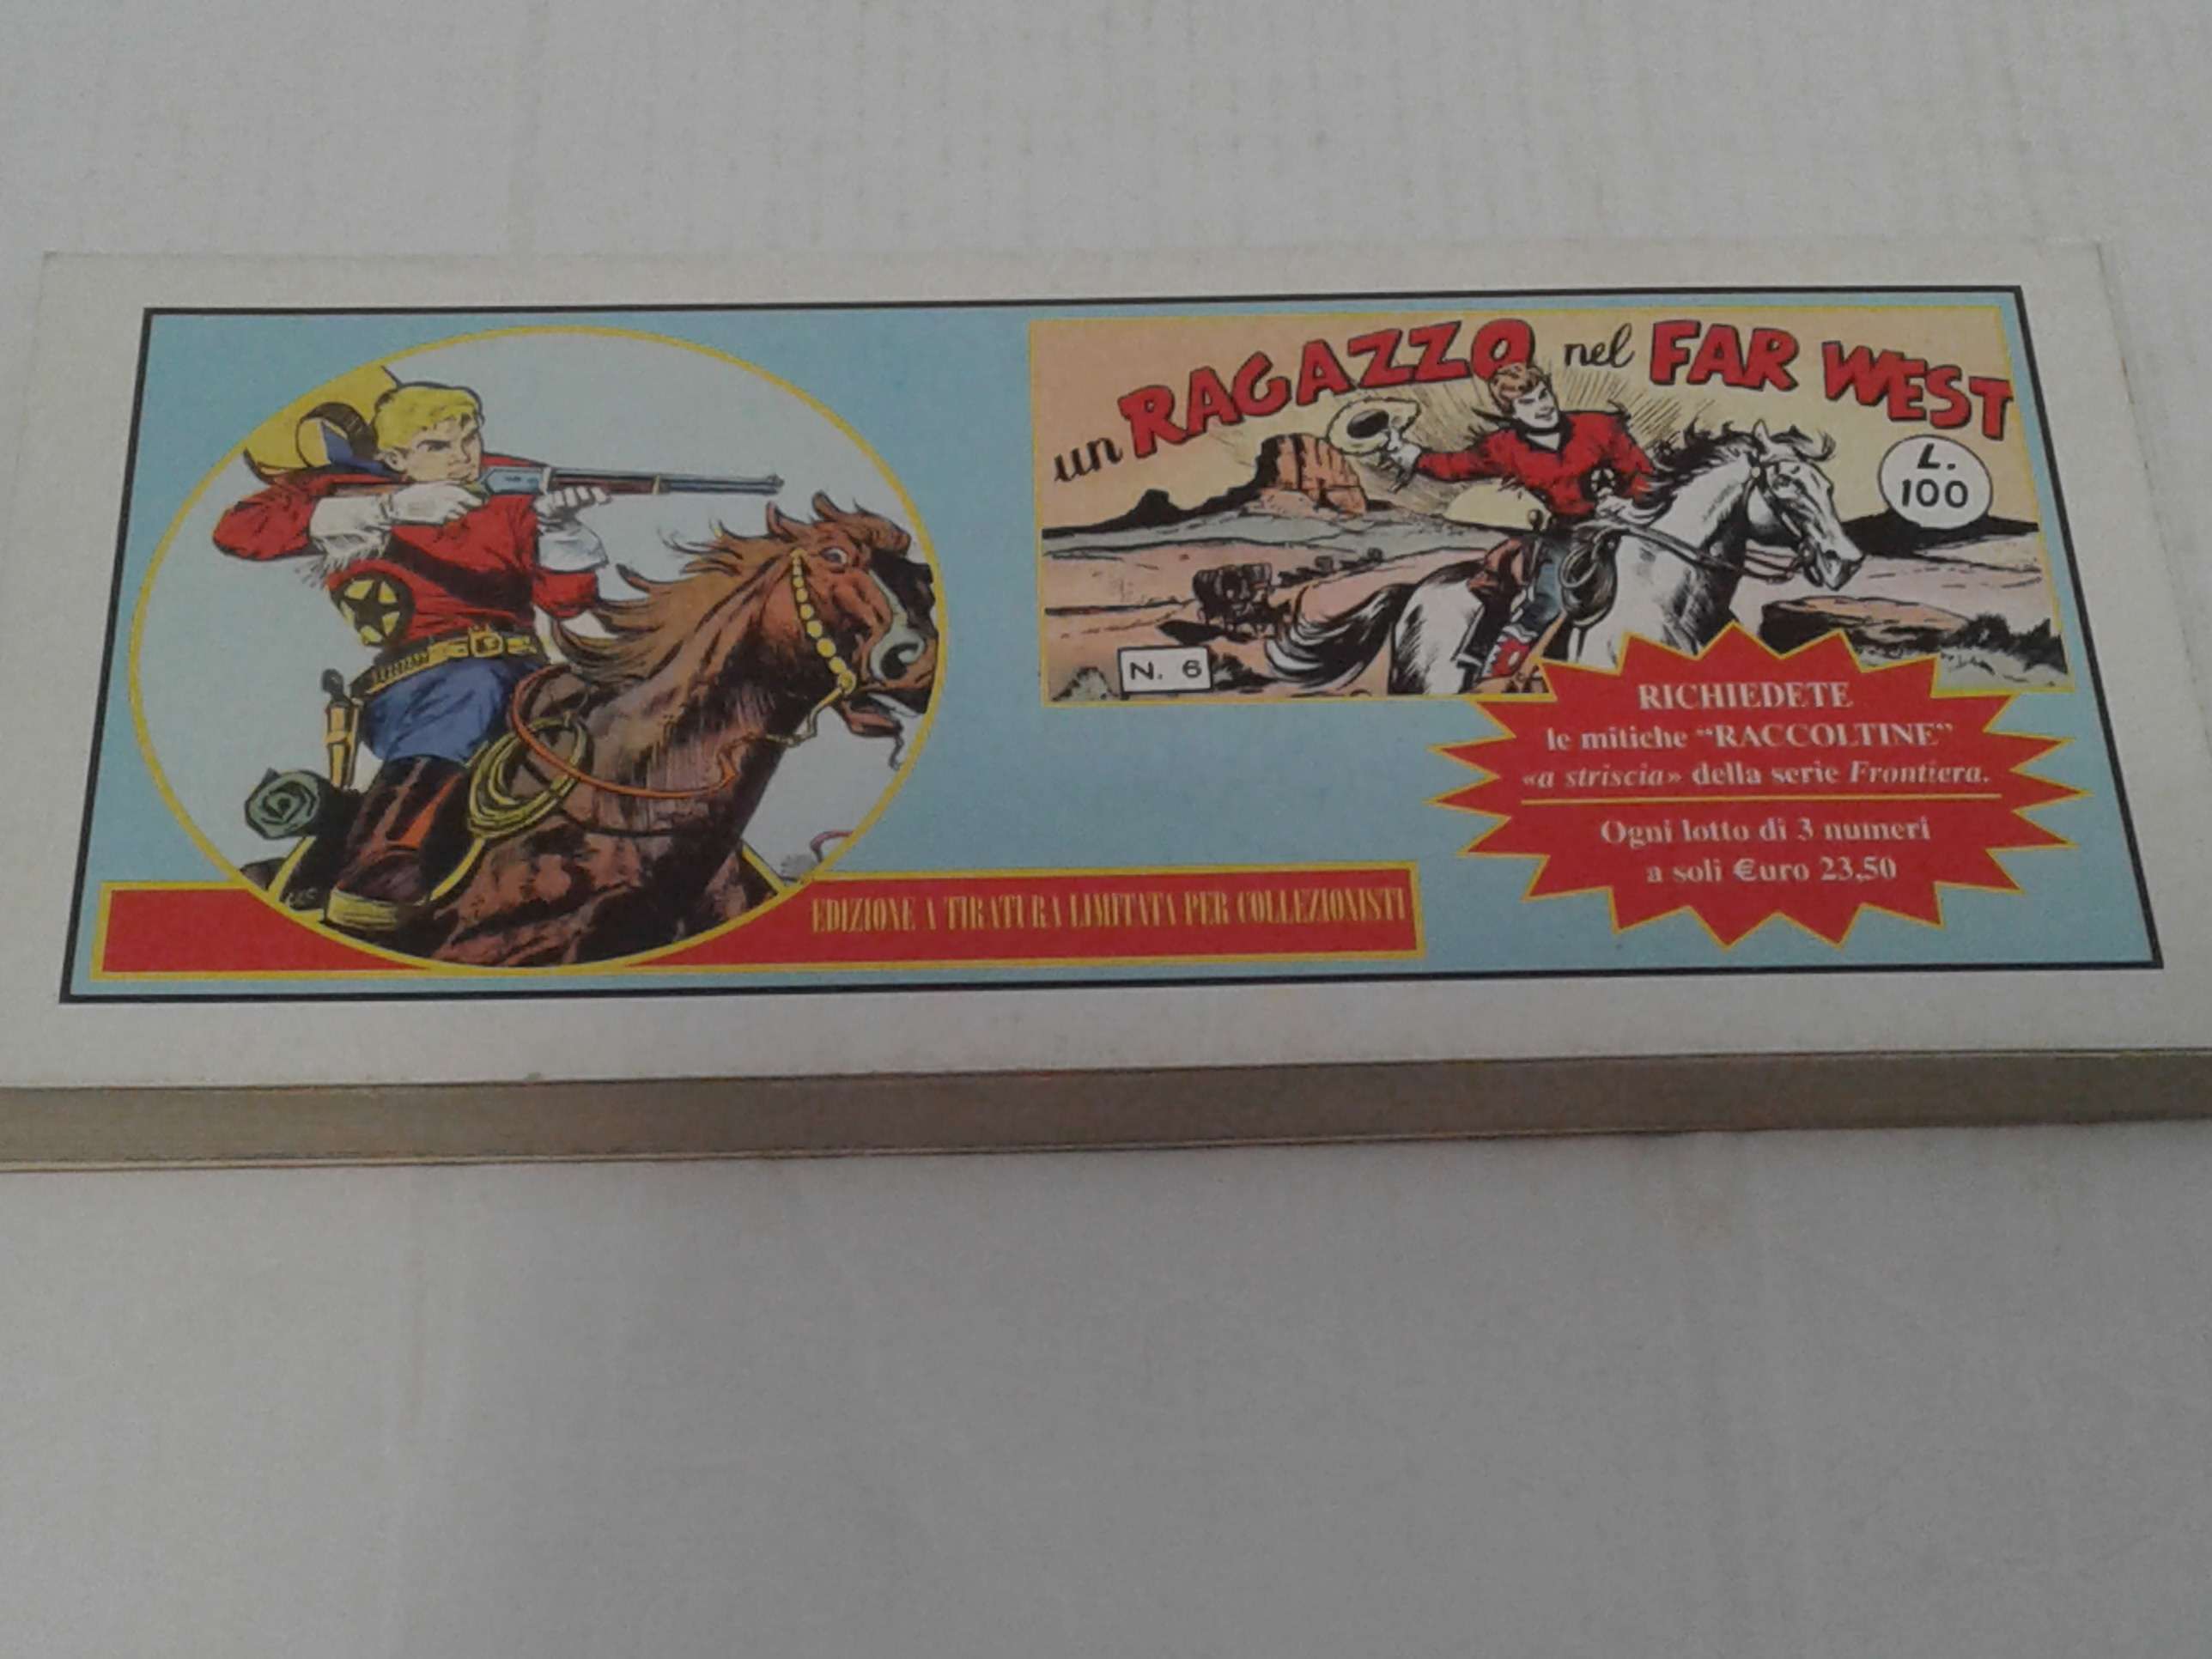 un RAGAZZO nel FAR WEST
L.
100
N. 6
RICHIEDETE
le mitiche “RACCOLTINE”
«a striscia» della serie Frontiera.
Ogni lotto di 3 numeri
a soli €uro 23,50
EDIZIONE A TIRATURA LIMITATA PER COLLEZIONISTI